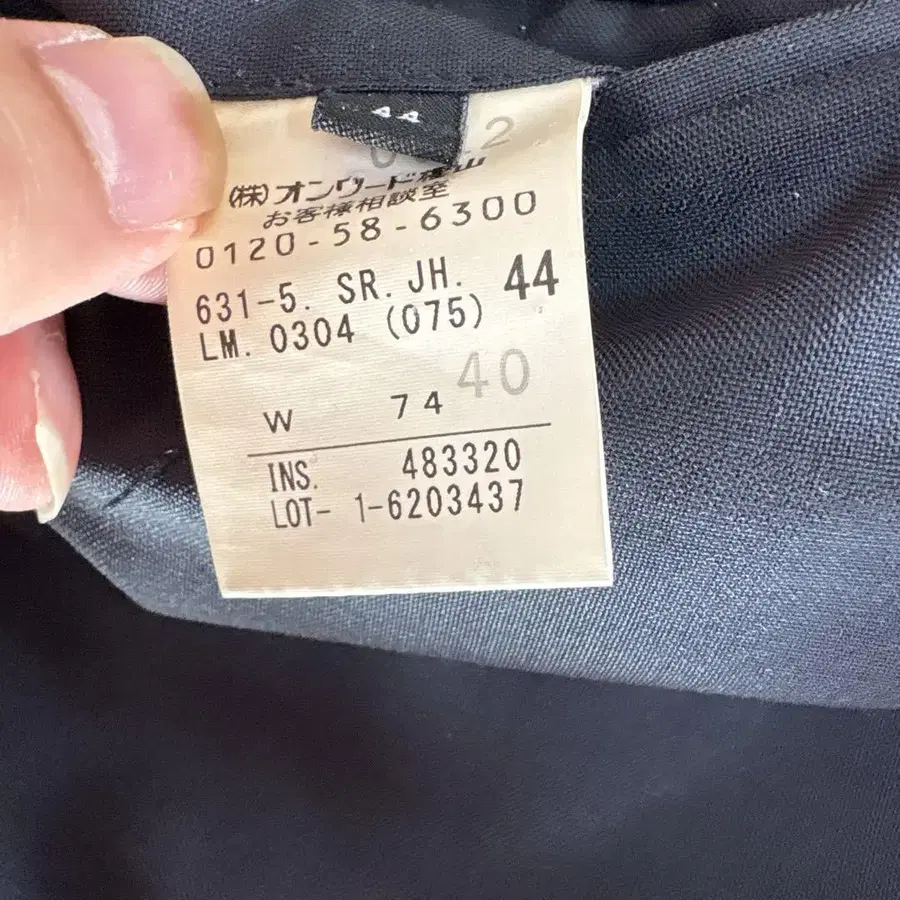 44
(株)オンワード樫山
お客様相談室
0120-58-6300
631-5. SR. JH. 44
LM. 0304 (075)
40
W 74
INS. 483320
LOT- 1-6203437